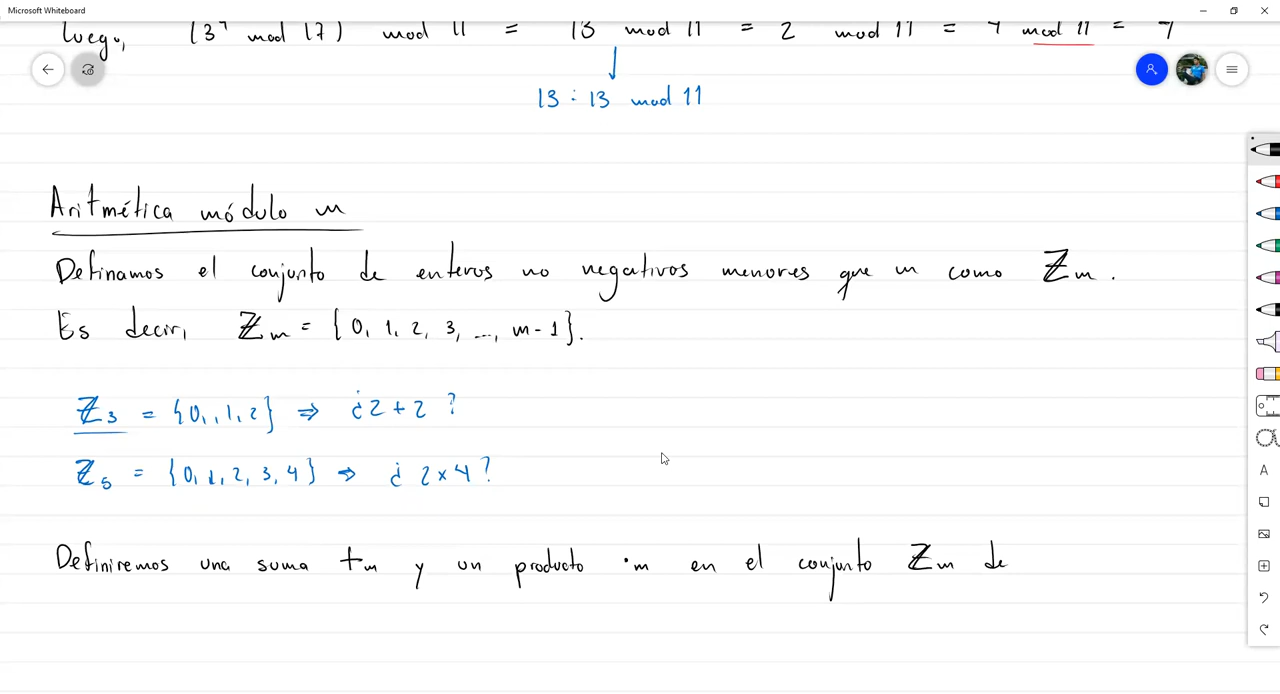 Microsoft Whiteboard
Luego, (13⁴ mod 17) mod 11 = 13 mod 11 = 2 mod 11 = 4 mod 11 = 4
13 : 13 mod 11
Aritmética módulo m
Definamos el conjunto de enteros no negativos menores que m como ℤm.
Es decir, ℤm = {0, 1, 2, 3, ..., m-1}.
ℤ3 = {0,,1,2} ⇒ ¿2+2?
ℤ5 = {0,1,2,3,4} ⇒ ¿2×4?
Definiremos una suma +m y un producto ·m en el conjunto ℤm de
A